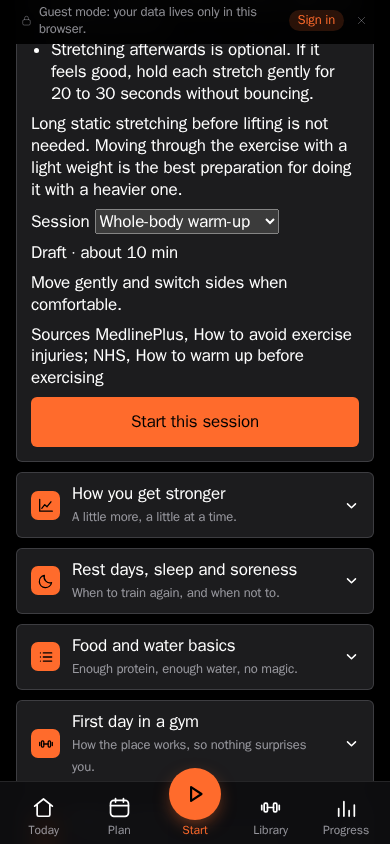 Guest mode: your data lives only in this
browser.
Sign in
Stretching afterwards is optional. If it
feels good, hold each stretch gently for
20 to 30 seconds without bouncing.
Long static stretching before lifting is not
needed. Moving through the exercise with a
light weight is the best preparation for doing
it with a heavier one.
Session Whole-body warm-up
Draft · about 10 min
Move gently and switch sides when
comfortable.
Sources MedlinePlus, How to avoid exercise
injuries; NHS, How to warm up before
exercising
Start this session
How you get stronger
A little more, a little at a time.
Rest days, sleep and soreness
When to train again, and when not to.
Food and water basics
Enough protein, enough water, no magic.
First day in a gym
How the place works, so nothing surprises
you.
Today Plan Start Library Progress